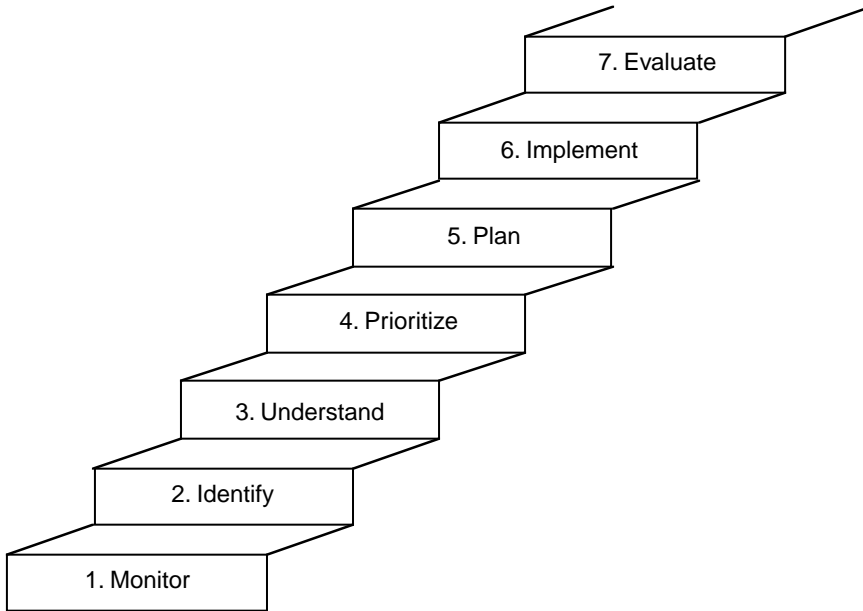 7. Evaluate
6. Implement
5. Plan
4. Prioritize
3. Understand
2. Identify
1. Monitor